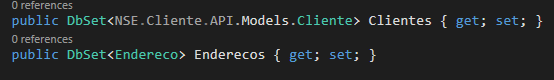 0 references
public DbSet<NSE.Cliente.API.Models.Cliente> Clientes { get; set; }
0 references
public DbSet<Endereco> Enderecos { get; set; }